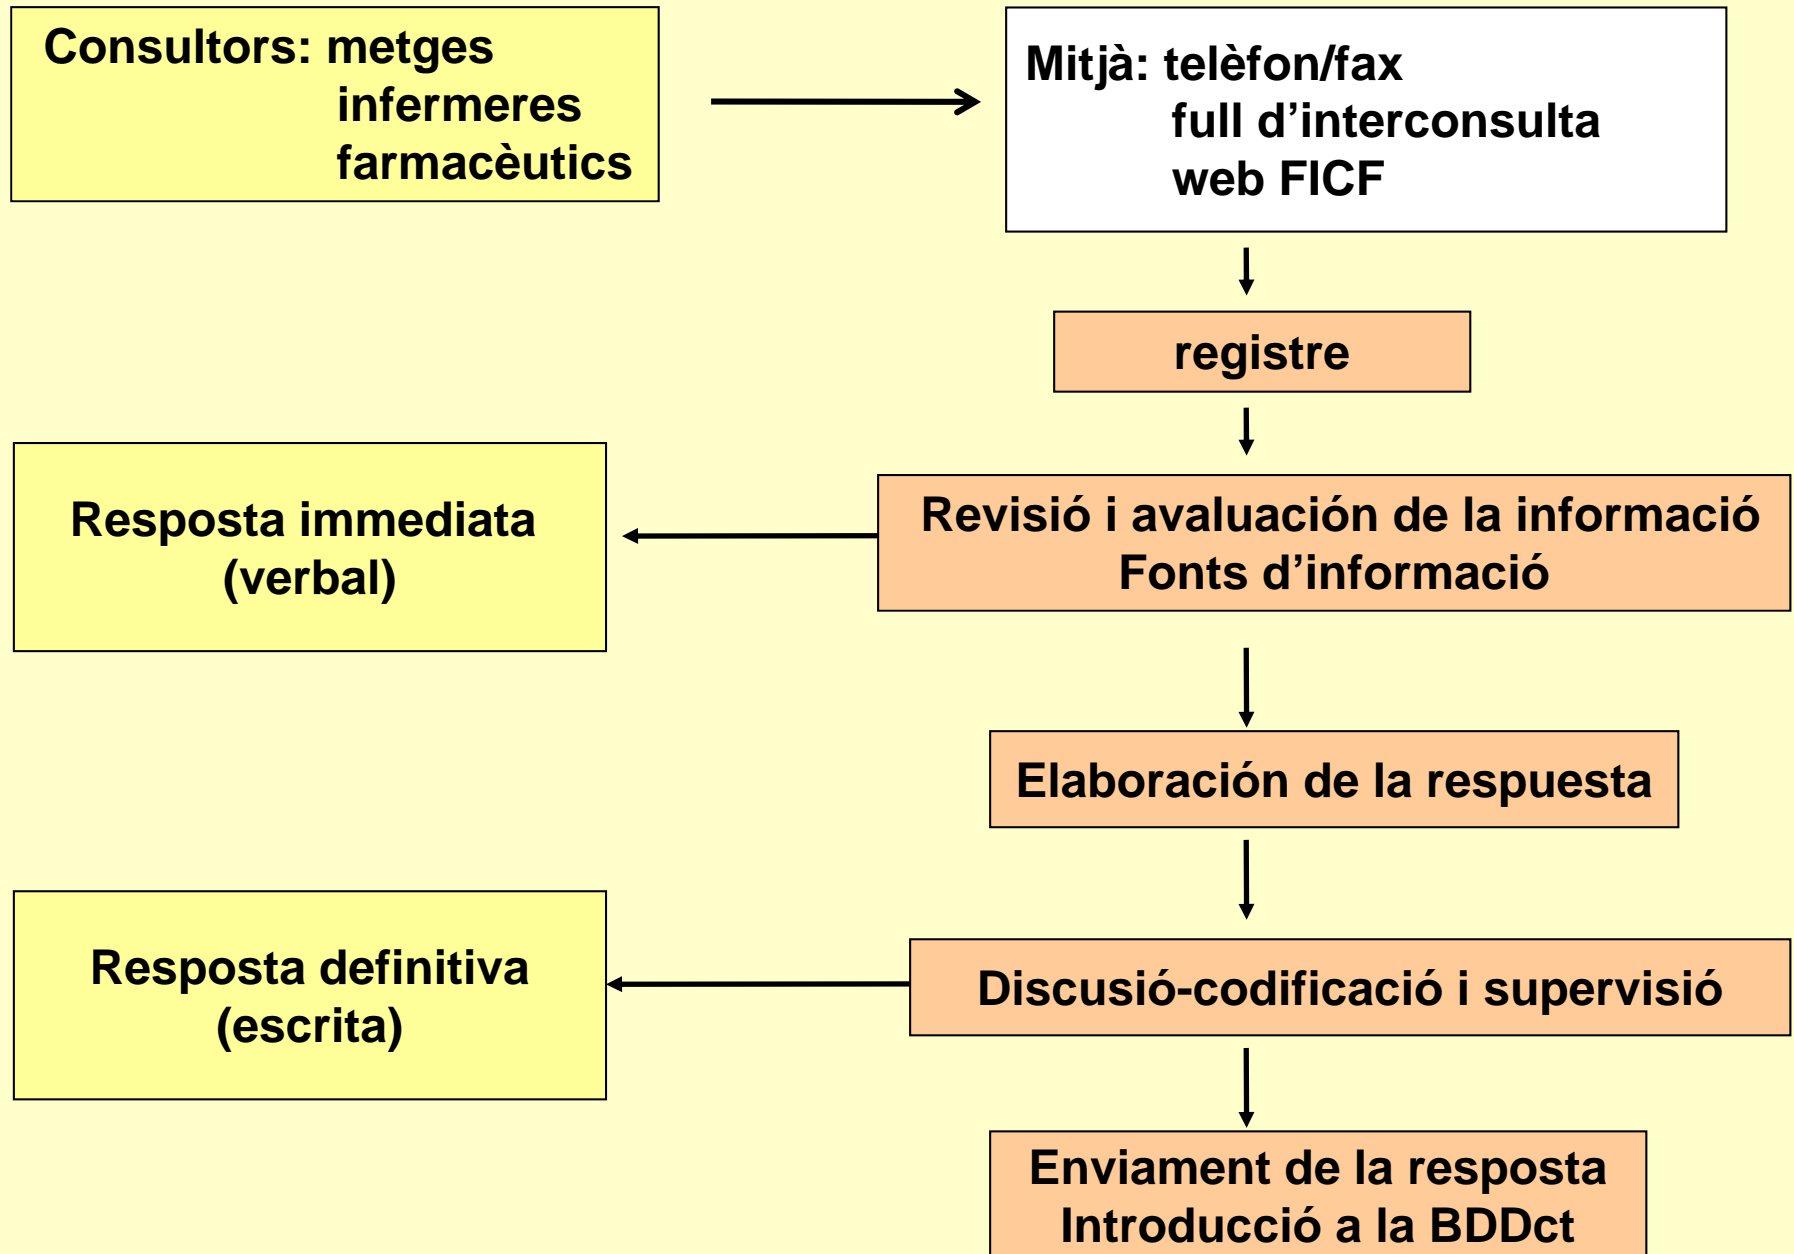 Consultors: metges
infermeres
farmacèutics
Mitjà: telèfon/fax
full d’interconsulta
web FICF
registre
Revisió i avaluación de la informació
Fonts d’informació
Resposta immediata
(verbal)
Elaboración de la respuesta
Discusió-codificació i supervisió
Resposta definitiva
(escrita)
Enviament de la resposta
Introducció a la BDDct